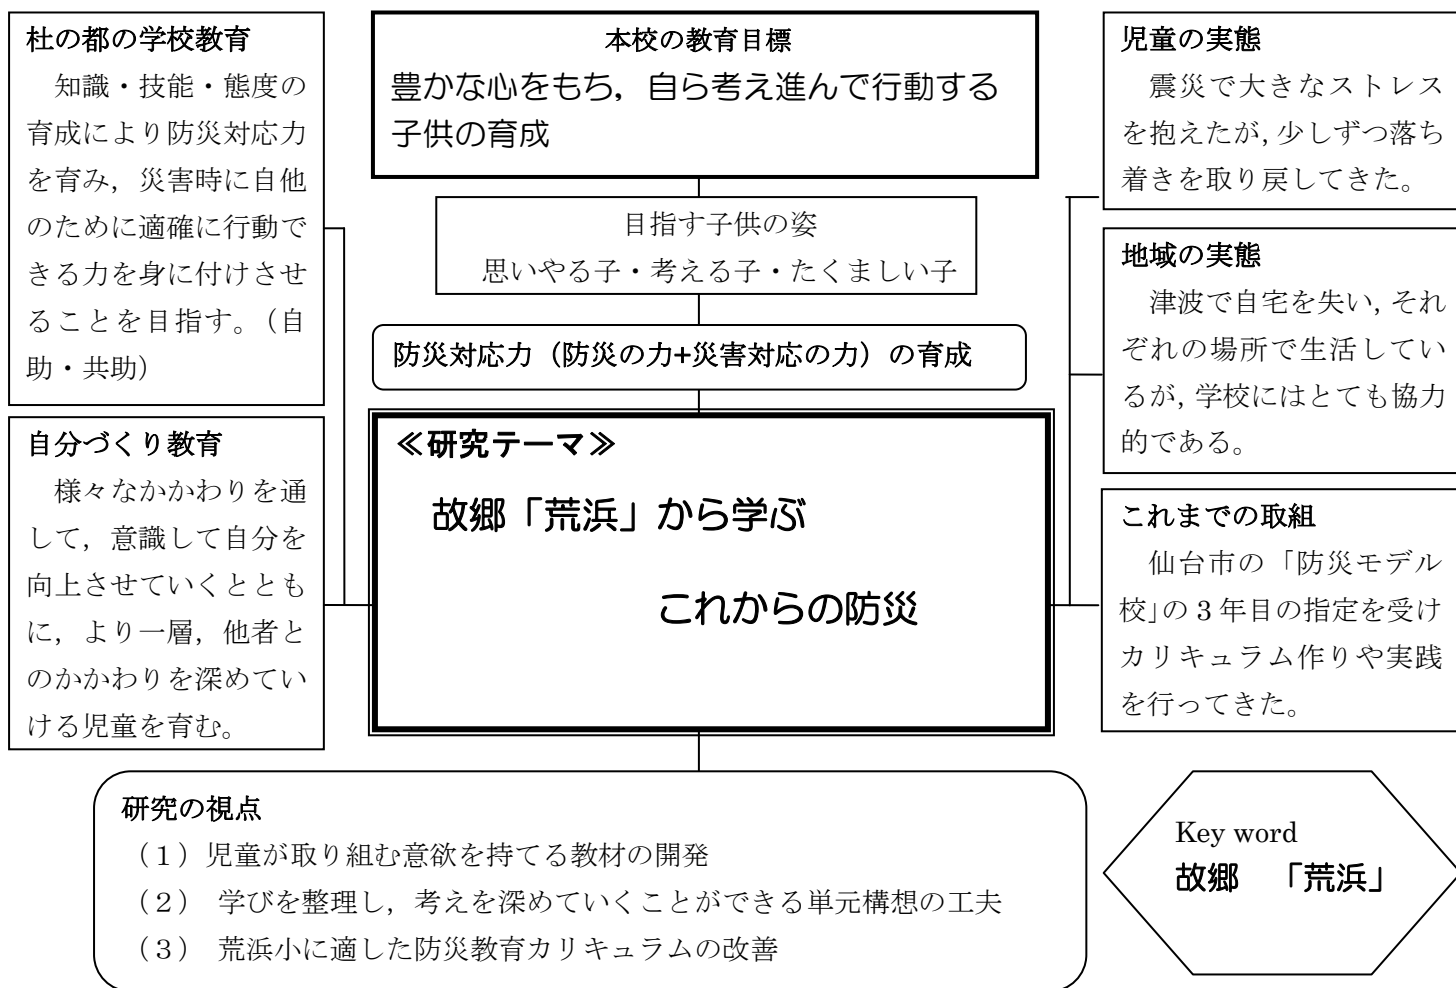 杜の都の学校教育
知識・技能・態度の
育成により防災対応力
を育み，災害時に自他
のために適確に行動で
きる力を身に付けさせ
ることを目指す。（自
助・共助）
自分づくり教育
様々なかかわりを通
して，意識して自分を
向上させていくととも
に，より一層，他者と
のかかわりを深めてい
ける児童を育む。
本校の教育目標
豊かな心をもち，自ら考え進んで行動する
子供の育成
目指す子供の姿
思いやる子・考える子・たくましい子
防災対応力（防災の力+災害対応の力）の育成
≪研究テーマ≫
故郷「荒浜」から学ぶ
これからの防災
児童の実態
震災で大きなストレス
を抱えたが，少しずつ落ち
着きを取り戻してきた。
地域の実態
津波で自宅を失い，それ
ぞれの場所で生活してい
るが，学校にはとても協力
的である。
これまでの取組
仙台市の「防災モデル
校」の3年目の指定を受け
カリキュラム作りや実践
を行ってきた。
研究の視点
（１）児童が取り組む意欲を持てる教材の開発
（２） 学びを整理し，考えを深めていくことができる単元構想の工夫
（３） 荒浜小に適した防災教育カリキュラムの改善
Key word
故郷　「荒浜」